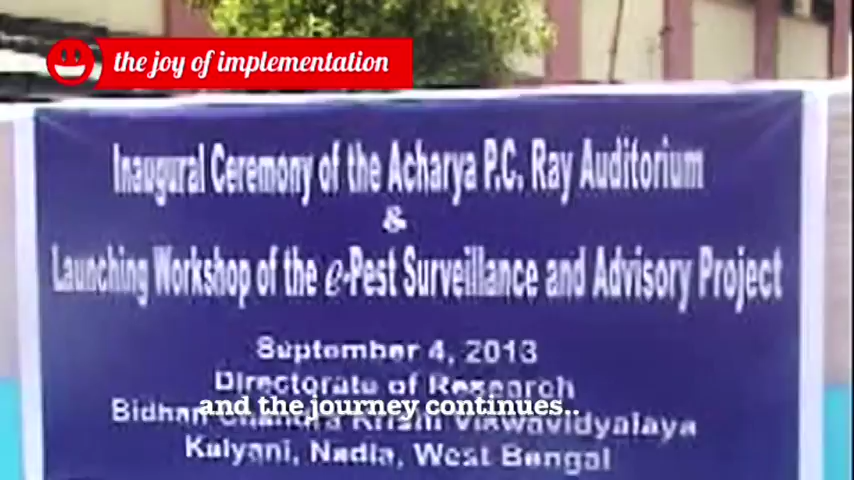 the joy of implementation
Inaugural Ceremony of the Acharya P.C. Ray Auditorium
&
Launching Workshop of the e-Pest Surveillance and Advisory Project
September 4, 2013
Directorate of Research
and the journey continues..
Bidhan Chandra Krishi Viswavidyalaya
Kalyani, Nadia, West Bengal